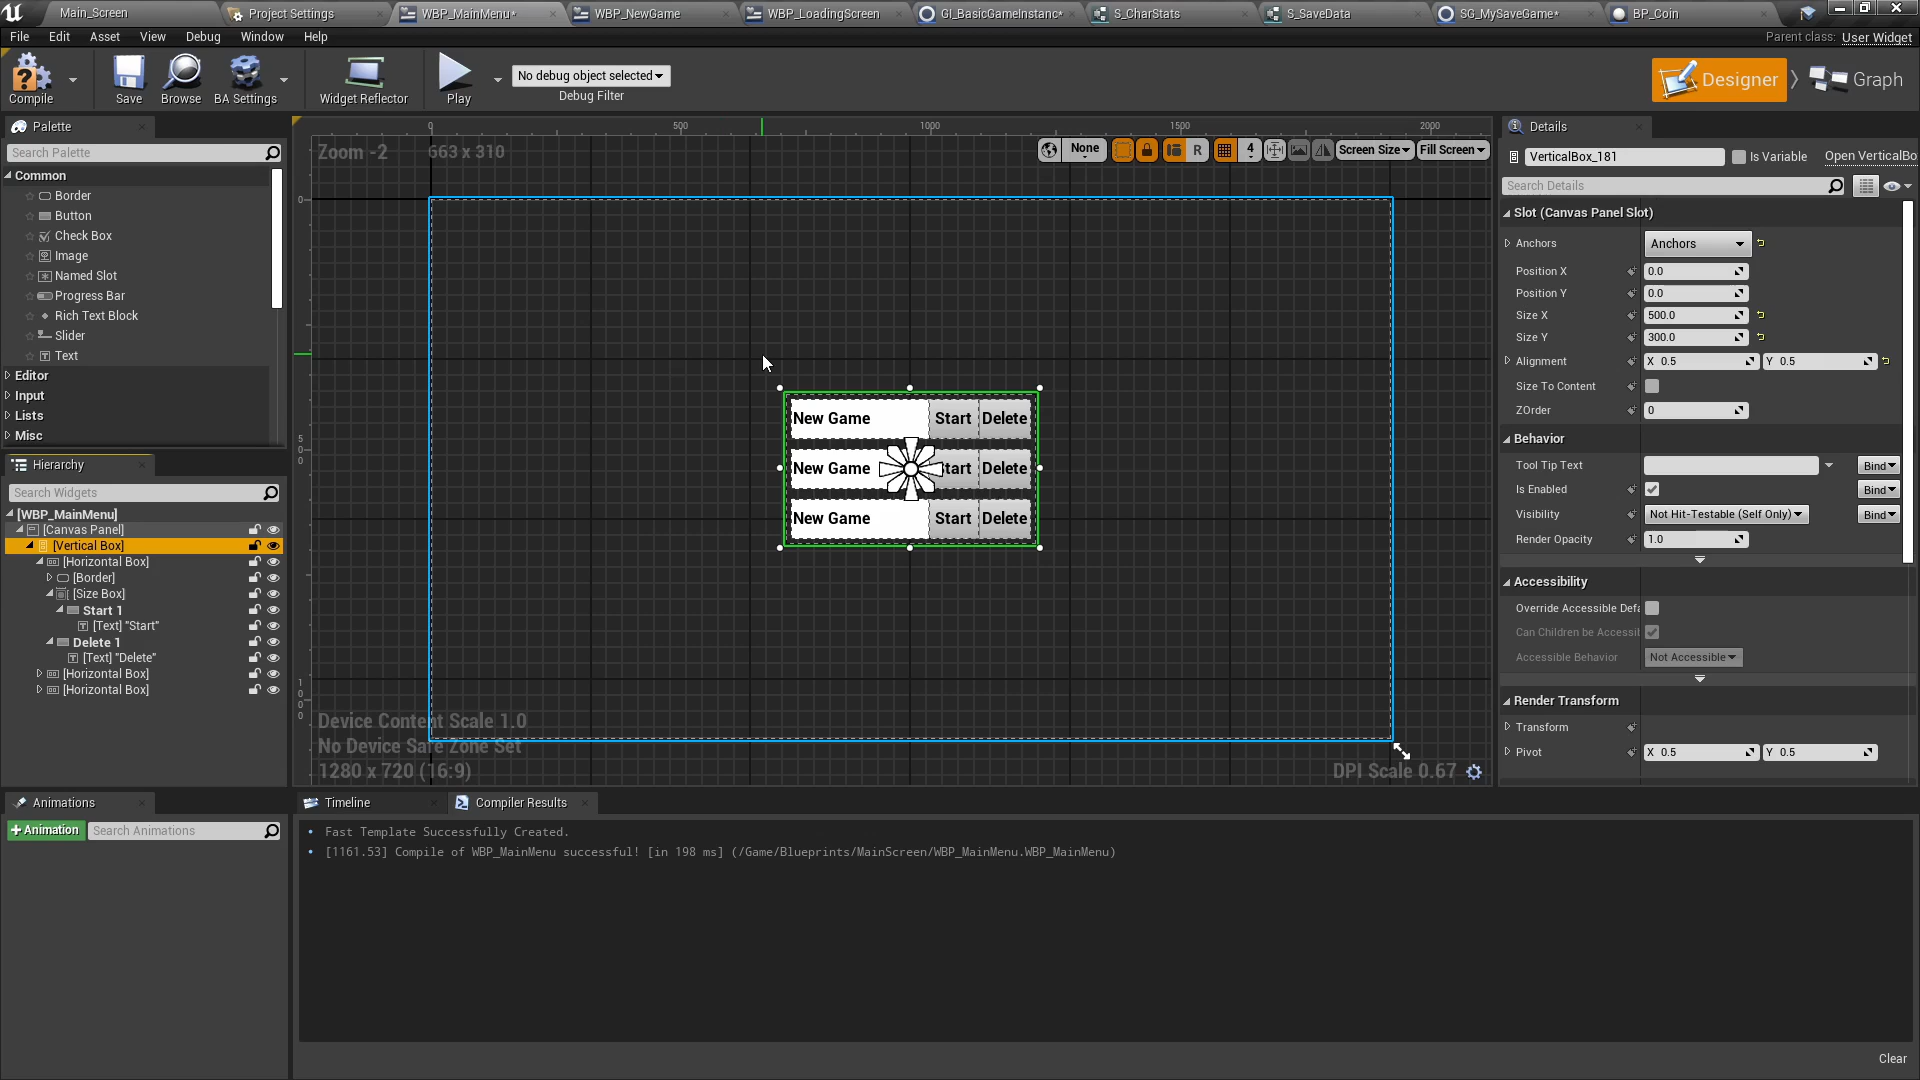 Main_Screen
Project Settings
WBP_MainMenu*
WBP_NewGame
WBP_LoadingScreen
GI_BasicGameInstanc*
S_CharStats
S_SaveData
SG_MySaveGame*
BP_Coin
File Edit Asset View Debug Window Help
Parent class: User Widget
Compile
Save
Browse
BA Settings
Widget Reflector
Play
No debug object selected
Debug Filter
Designer
Graph
Palette
Search Palette
Common
Border
Button
Check Box
Image
Named Slot
Progress Bar
Rich Text Block
Slider
Text
Editor
Input
Lists
Misc
Hierarchy
Search Widgets
[WBP_MainMenu]
[Canvas Panel]
[Vertical Box]
[Horizontal Box]
[Border]
[Size Box]
Start 1
[Text] "Start"
Delete 1
[Text] "Delete"
[Horizontal Box]
[Horizontal Box]
Animations
+Animation
Search Animations
0 500 1000 1500 2000
Zoom -2
663 x 310
None
R
4
Screen Size
Fill Screen
0
500
1000
New Game Start Delete
New Game Start Delete
New Game Start Delete
Device Content Scale 1.0
No Device Safe Zone Set
1280 x 720 (16:9)
DPI Scale 0.67
Details
VerticalBox_181
Is Variable
Open VerticalBo
Search Details
Slot (Canvas Panel Slot)
Anchors Anchors
Position X 0.0
Position Y 0.0
Size X 500.0
Size Y 300.0
Alignment X 0.5 Y 0.5
Size To Content
ZOrder 0
Behavior
Tool Tip Text Bind
Is Enabled Bind
Visibility Not Hit-Testable (Self Only) Bind
Render Opacity 1.0
Accessibility
Override Accessible Defa
Can Children be Accessil
Accessible Behavior Not Accessible
Render Transform
Transform
Pivot X 0.5 Y 0.5
Timeline
Compiler Results
Fast Template Successfully Created.
[1161.53] Compile of WBP_MainMenu successful! [in 198 ms] (/Game/Blueprints/MainScreen/WBP_MainMenu.WBP_MainMenu)
Clear